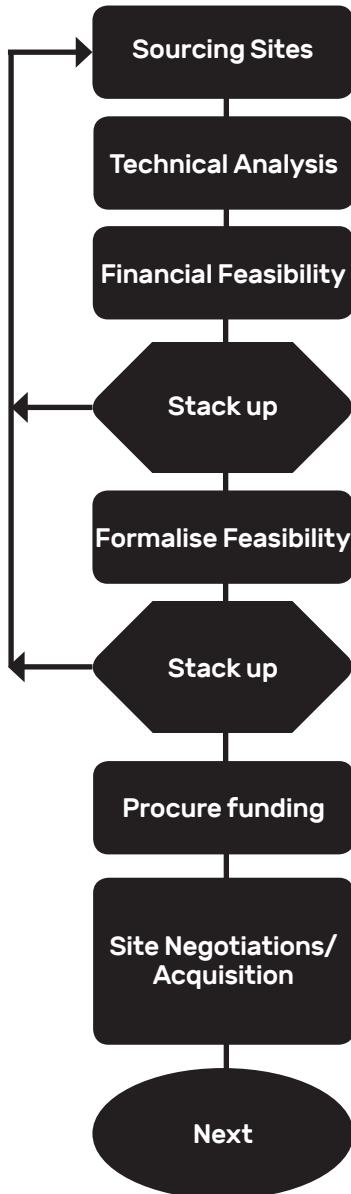 Sourcing Sites
Technical Analysis
Financial Feasibility
Stack up
Formalise Feasibility
Stack up
Procure funding
Site Negotiations/
Acquisition
Next